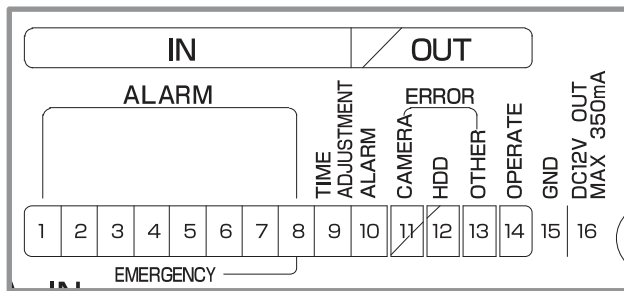 IN OUT
ALARM ERROR
TIME ADJUSTMENT
ALARM
CAMERA
HDD
OTHER
OPERATE
GND
DC12V OUT
MAX 350mA
1 2 3 4 5 6 7 8 9 10 11 12 13 14 15 16
EMERGENCY
IN